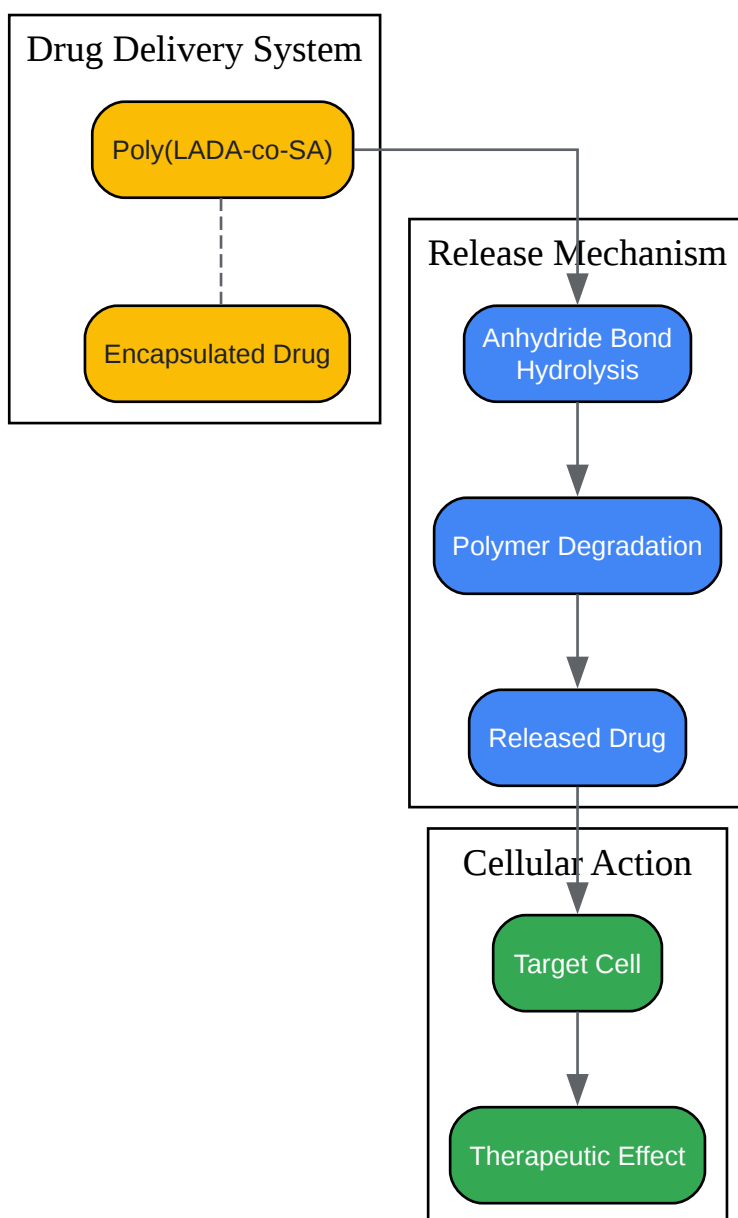 Drug Delivery System
Poly(LADA-co-SA)
Encapsulated Drug
Release Mechanism
Anhydride Bond
Hydrolysis
Polymer Degradation
Released Drug
Cellular Action
Target Cell
Therapeutic Effect